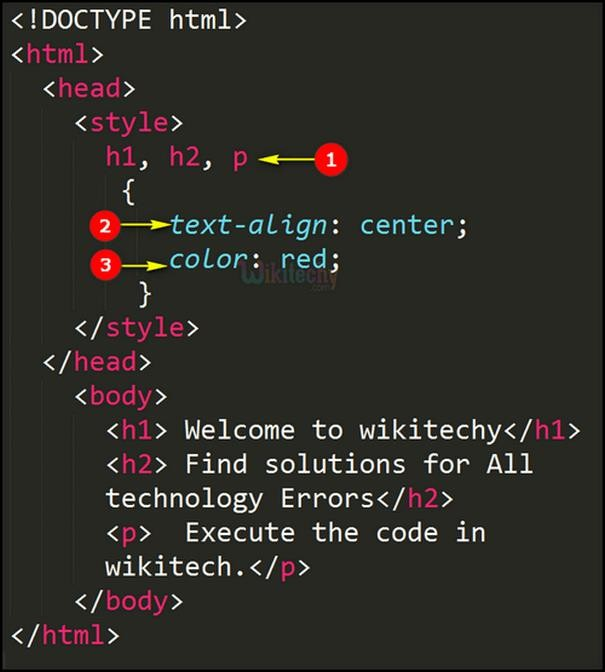 <!DOCTYPE html>
<html>
<head>
<style>
h1, h2, p 1
{
2 text-align: center;
3 color: red;
Wikitechy
.com
}
</style>
</head>
<body>
<h1> Welcome to wikitechy</h1>
<h2> Find solutions for All
technology Errors</h2>
<p>  Execute the code in
wikitech.</p>
</body>
</html>